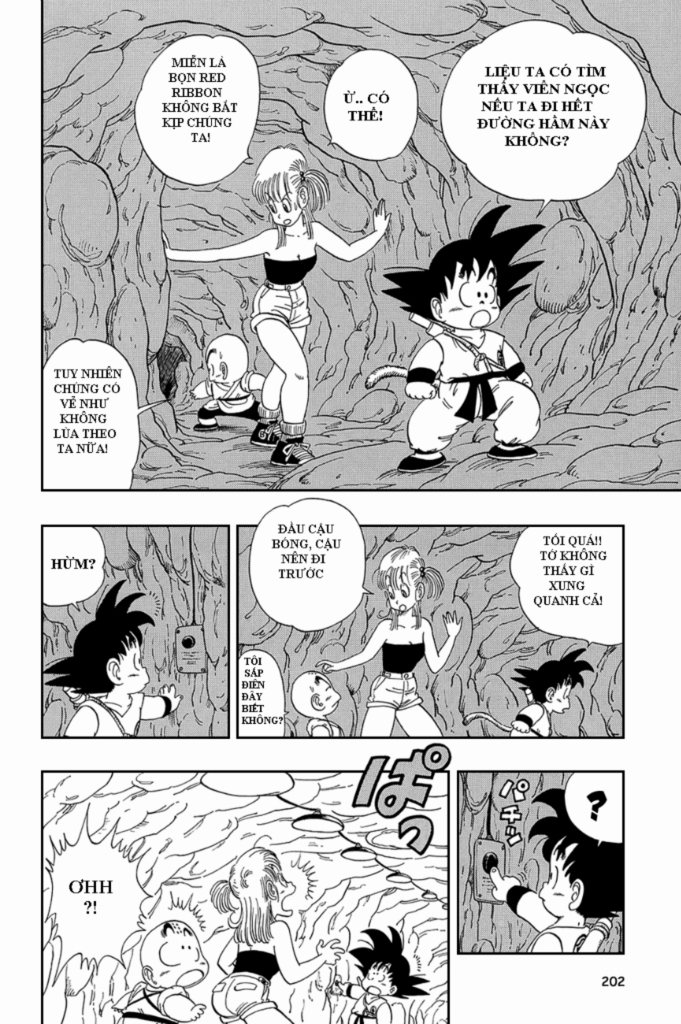 LIỆU TA CÓ TÌM
THẤY VIÊN NGỌC
NẾU TA ĐI HẾT
ĐƯỜNG HẦM NÀY
KHÔNG?
Ừ.. CÓ
THỂ!
MIỄN LÀ
BỌN RED
RIBBON
KHÔNG BẮT
KỊP CHÚNG
TA!
TUY NHIÊN
CHÚNG CÓ
VẺ NHƯ
KHÔNG
LÙA THEO
TA NỮA!
TỐI QUÁ!!
TỚ KHÔNG
THẤY GÌ
XUNG
QUANH CẢ!
ĐẦU CẬU
BÓNG, CẬU
NÊN ĐI
TRƯỚC
TÔI
SẮP
ĐIÊN
ĐÂY
BIẾT
KHÔNG?
HỪM?
?
パチッ
ぱっ
ƠHH
?!
202